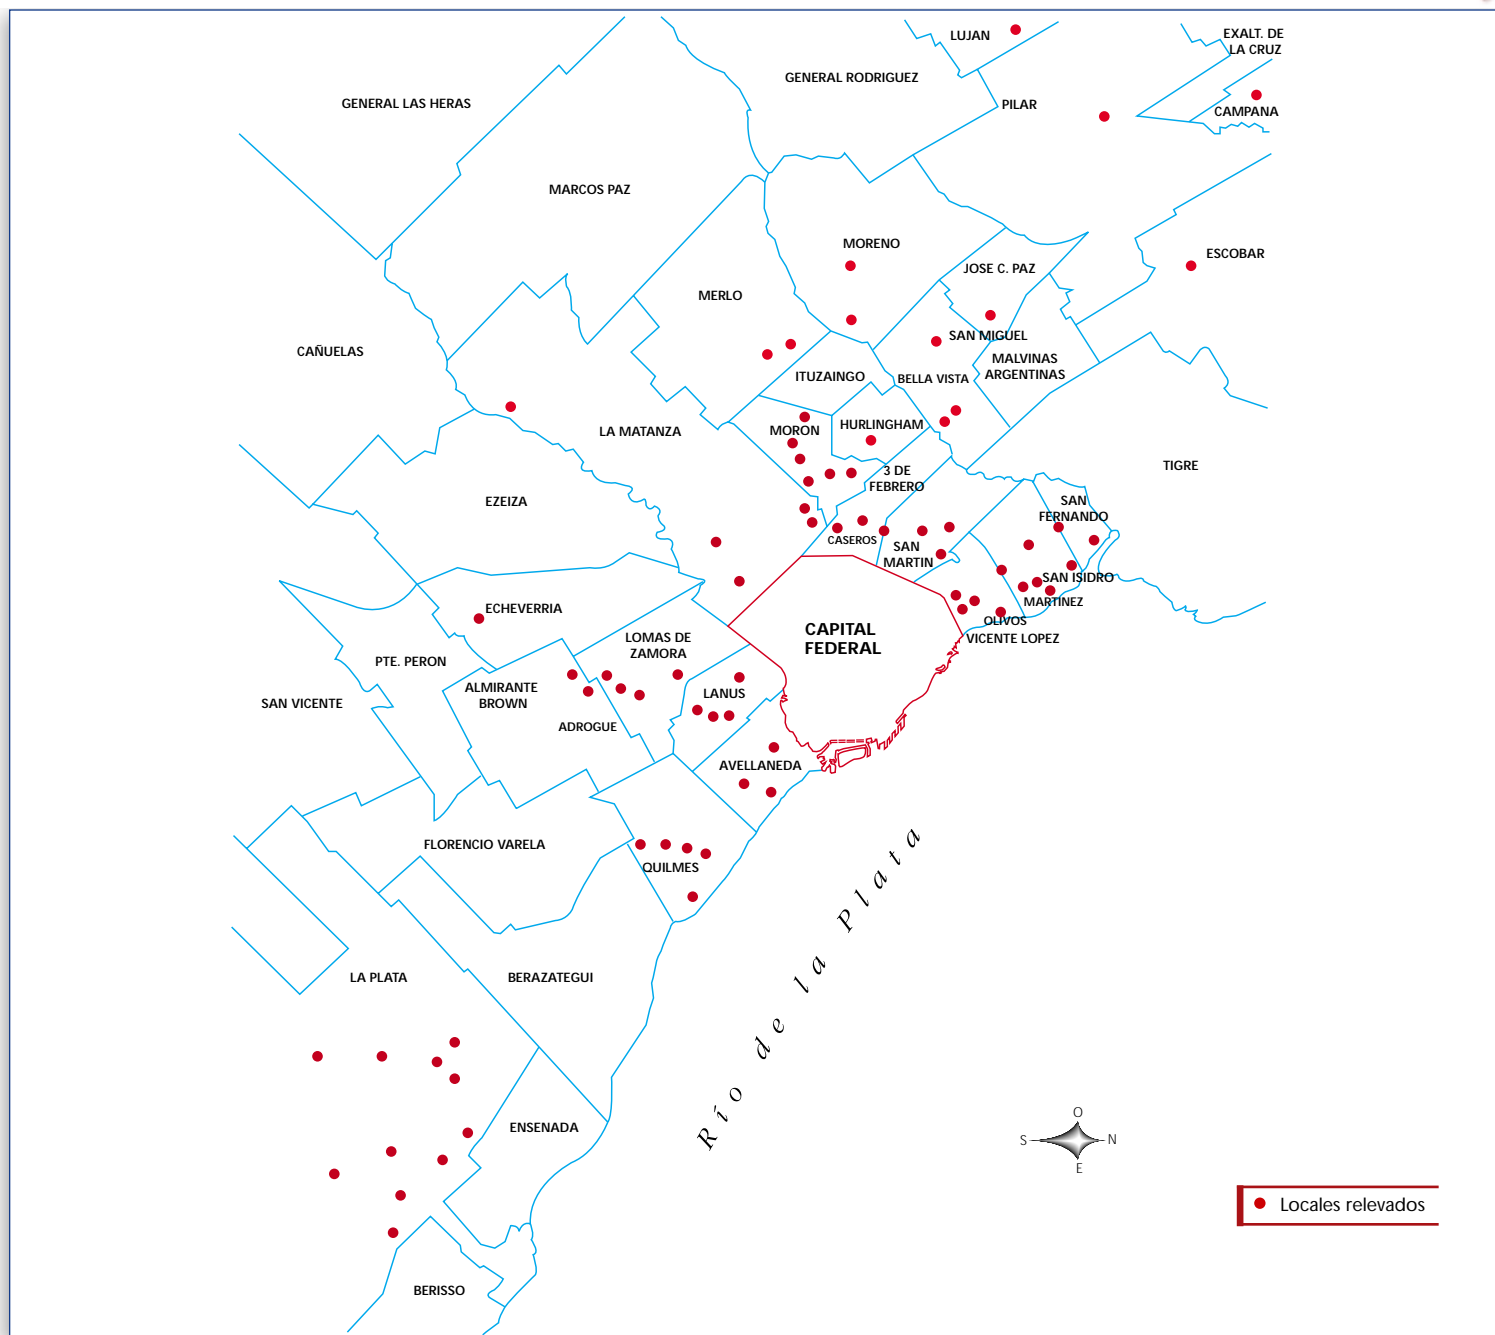 LUJAN
EXALT. DE
LA CRUZ
GENERAL RODRIGUEZ
GENERAL LAS HERAS
PILAR
CAMPANA
MARCOS PAZ
MORENO
ESCOBAR
JOSE C. PAZ
MERLO
SAN MIGUEL
CAÑUELAS
MALVINAS
ARGENTINAS
ITUZAINGO
BELLA VISTA
HURLINGHAM
LA MATANZA
MORON
TIGRE
3 DE
FEBRERO
EZEIZA
SAN
FERNANDO
CASEROS
SAN
MARTIN
SAN ISIDRO
MARTINEZ
ECHEVERRIA
OLIVOS
CAPITAL
FEDERAL
LOMAS DE
ZAMORA
VICENTE LOPEZ
PTE. PERON
ALMIRANTE
BROWN
LANUS
SAN VICENTE
ADROGUE
AVELLANEDA
FLORENCIO VARELA
QUILMES
Río de la Plata
LA PLATA
BERAZATEGUI
ENSENADA
O
S
N
E
Locales relevados
BERISSO